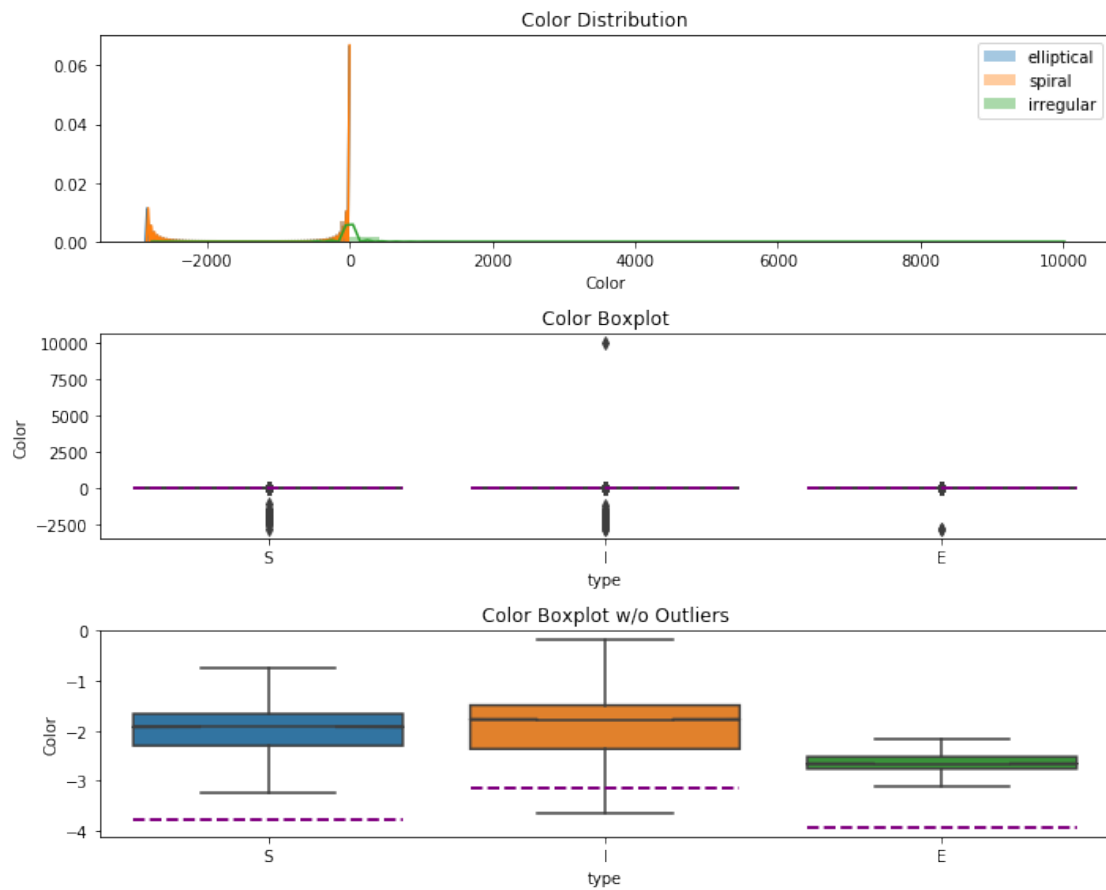 Color Distribution
0.06
0.04
0.02
0.00
elliptical
spiral
irregular
−2000 0 2000 4000 6000 8000 10000
Color
Color Boxplot
10000
7500
5000
2500
0
−2500
Color
S I E
type
Color Boxplot w/o Outliers
0
−1
−2
−3
−4
Color
S I E
type